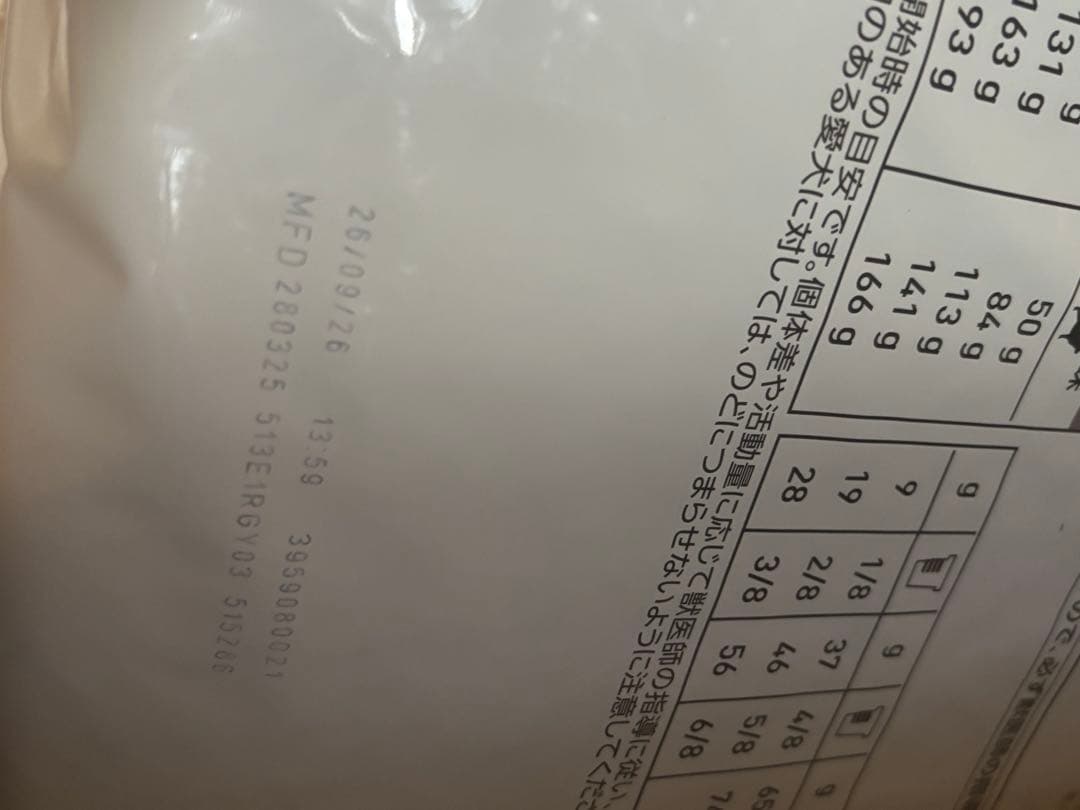 26/09/26 13:59 3969080021
MFD 280325 513E1RGY03 515286
131 g
163 g
93 g
50 g
84 g
113 g
141 g
166 g
開始時の目安です。個体差や活動量に応じて獣医師の指導に従い、
のある愛犬に対しては、のどにつまらせないように注意してくださ
g g g
9 1/8 37 4/8 65
19 2/8 46 5/8
28 3/8 56 6/8